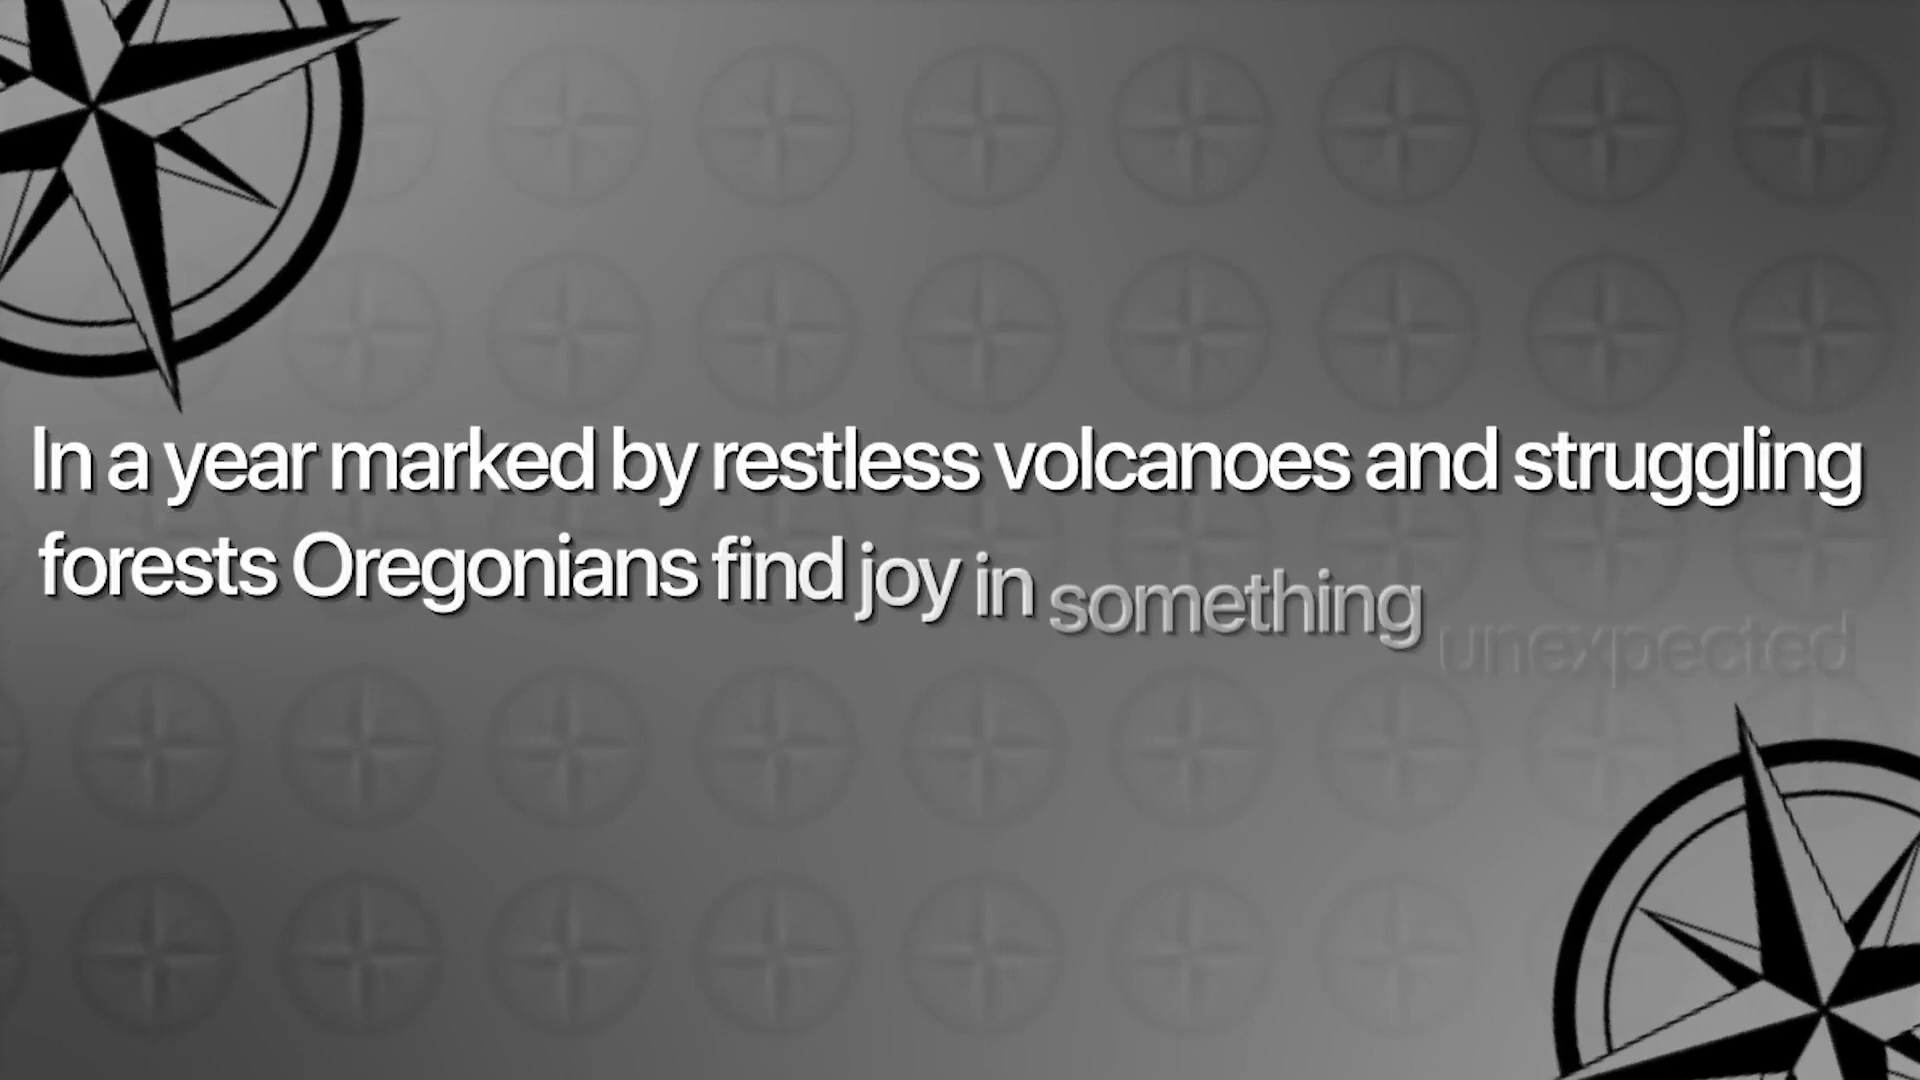 In a year marked by restless volcanoes and struggling
forests Oregonians find joy in something unexpected